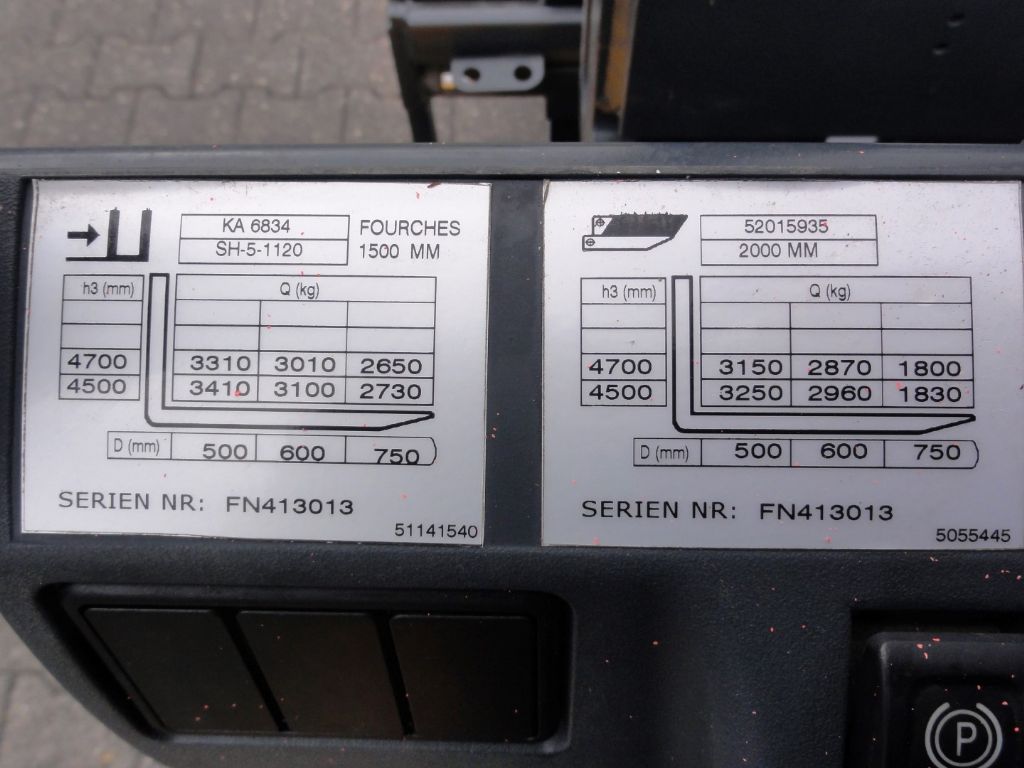 KA 6834
SH-5-1120
FOURCHES
1500 MM
h3 (mm)
Q (kg)
4700 3310 3010 2650
4500 3410 3100 2730
D (mm) 500 600 750
SERIEN NR: FN413013
51141540
52015935
2000 MM
h3 (mm)
Q (kg)
4700 3150 2870 1800
4500 3250 2960 1830
D (mm) 500 600 750
SERIEN NR: FN413013
5055445
P